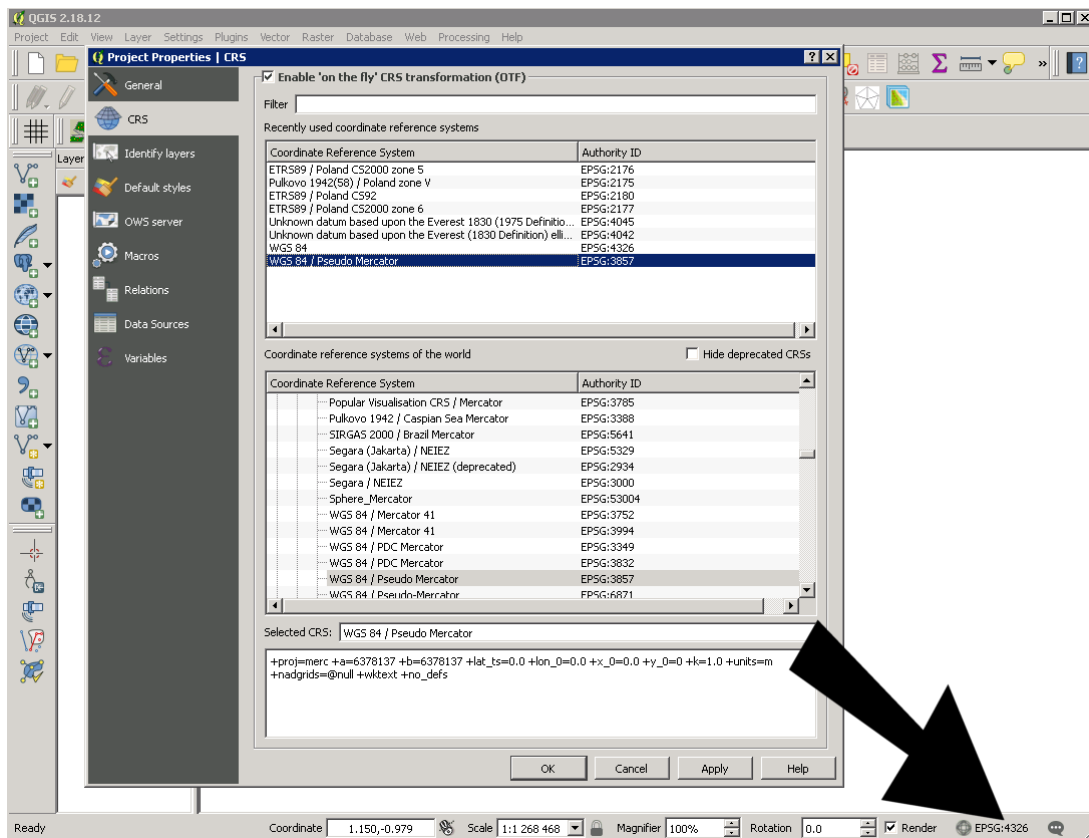 QGIS 2.18.12
Project Edit View Layer Settings Plugins Vector Raster Database Web Processing Help
Project Properties | CRS
General
CRS
Identify layers
Default styles
OWS server
Macros
Relations
Data Sources
Variables
Layer
Enable 'on the fly' CRS transformation (OTF)
Filter
Recently used coordinate reference systems
Coordinate Reference System Authority ID
ETRS89 / Poland CS2000 zone 5 EPSG:2176
Pulkovo 1942(58) / Poland zone V EPSG:2175
ETRS89 / Poland CS92 EPSG:2180
ETRS89 / Poland CS2000 zone 6 EPSG:2177
Unknown datum based upon the Everest 1830 (1975 Definitio... EPSG:4045
Unknown datum based upon the Everest (1830 Definition) elli... EPSG:4042
WGS 84 EPSG:4326
WGS 84 / Pseudo Mercator EPSG:3857
Coordinate reference systems of the world Hide deprecated CRSs
Coordinate Reference System Authority ID
Popular Visualisation CRS / Mercator EPSG:3785
Pulkovo 1942 / Caspian Sea Mercator EPSG:3388
SIRGAS 2000 / Brazil Mercator EPSG:5641
Segara (Jakarta) / NEIEZ EPSG:5329
Segara (Jakarta) / NEIEZ (deprecated) EPSG:2934
Segara / NEIEZ EPSG:3000
Sphere_Mercator EPSG:53004
WGS 84 / Mercator 41 EPSG:3752
WGS 84 / Mercator 41 EPSG:3994
WGS 84 / PDC Mercator EPSG:3349
WGS 84 / PDC Mercator EPSG:3832
WGS 84 / Pseudo Mercator EPSG:3857
WGS 84 / Pseudo-Mercator EPSG:6871
Selected CRS: WGS 84 / Pseudo Mercator
+proj=merc +a=6378137 +b=6378137 +lat_ts=0.0 +lon_0=0.0 +x_0=0.0 +y_0=0 +k=1.0 +units=m
+nadgrids=@null +wktext +no_defs
OK Cancel Apply Help
Ready Coordinate 1.150,-0.979 Scale 1:1 268 468 Magnifier 100% Rotation 0.0 Render EPSG:4326